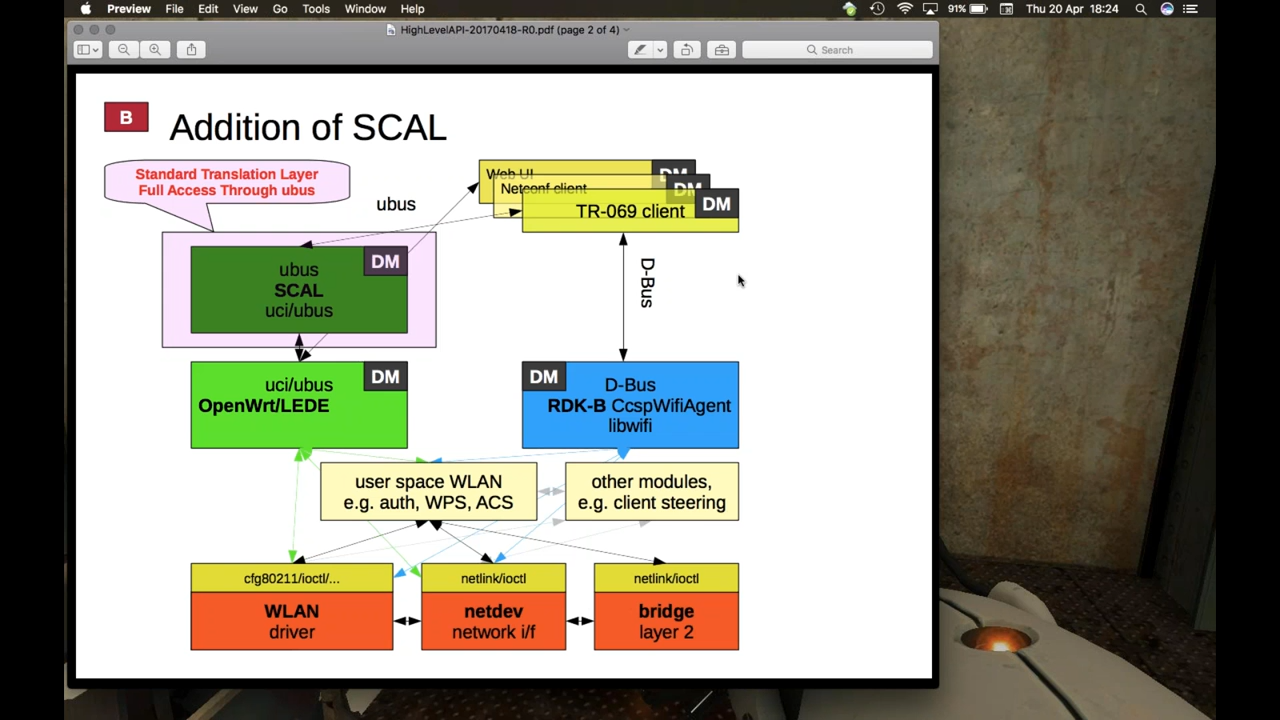 Preview File Edit View Go Tools Window Help 91% Thu 20 Apr 18:24
HighLevelAPI-20170418-R0.pdf (page 2 of 4)
Search
B
Addition of SCAL
Standard Translation Layer
Full Access Through ubus
ubus
Web UI DM
Netconf client DM
TR-069 client DM
D-Bus
ubus DM
SCAL
uci/ubus
uci/ubus DM
OpenWrt/LEDE
DM D-Bus
RDK-B CcspWifiAgent
libwifi
user space WLAN
e.g. auth, WPS, ACS
other modules,
e.g. client steering
cfg80211/ioctl/...
WLAN
driver
netlink/ioctl
netdev
network i/f
netlink/ioctl
bridge
layer 2